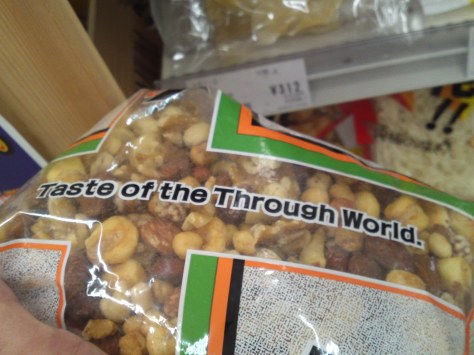 ¥312
Taste of the Through World.